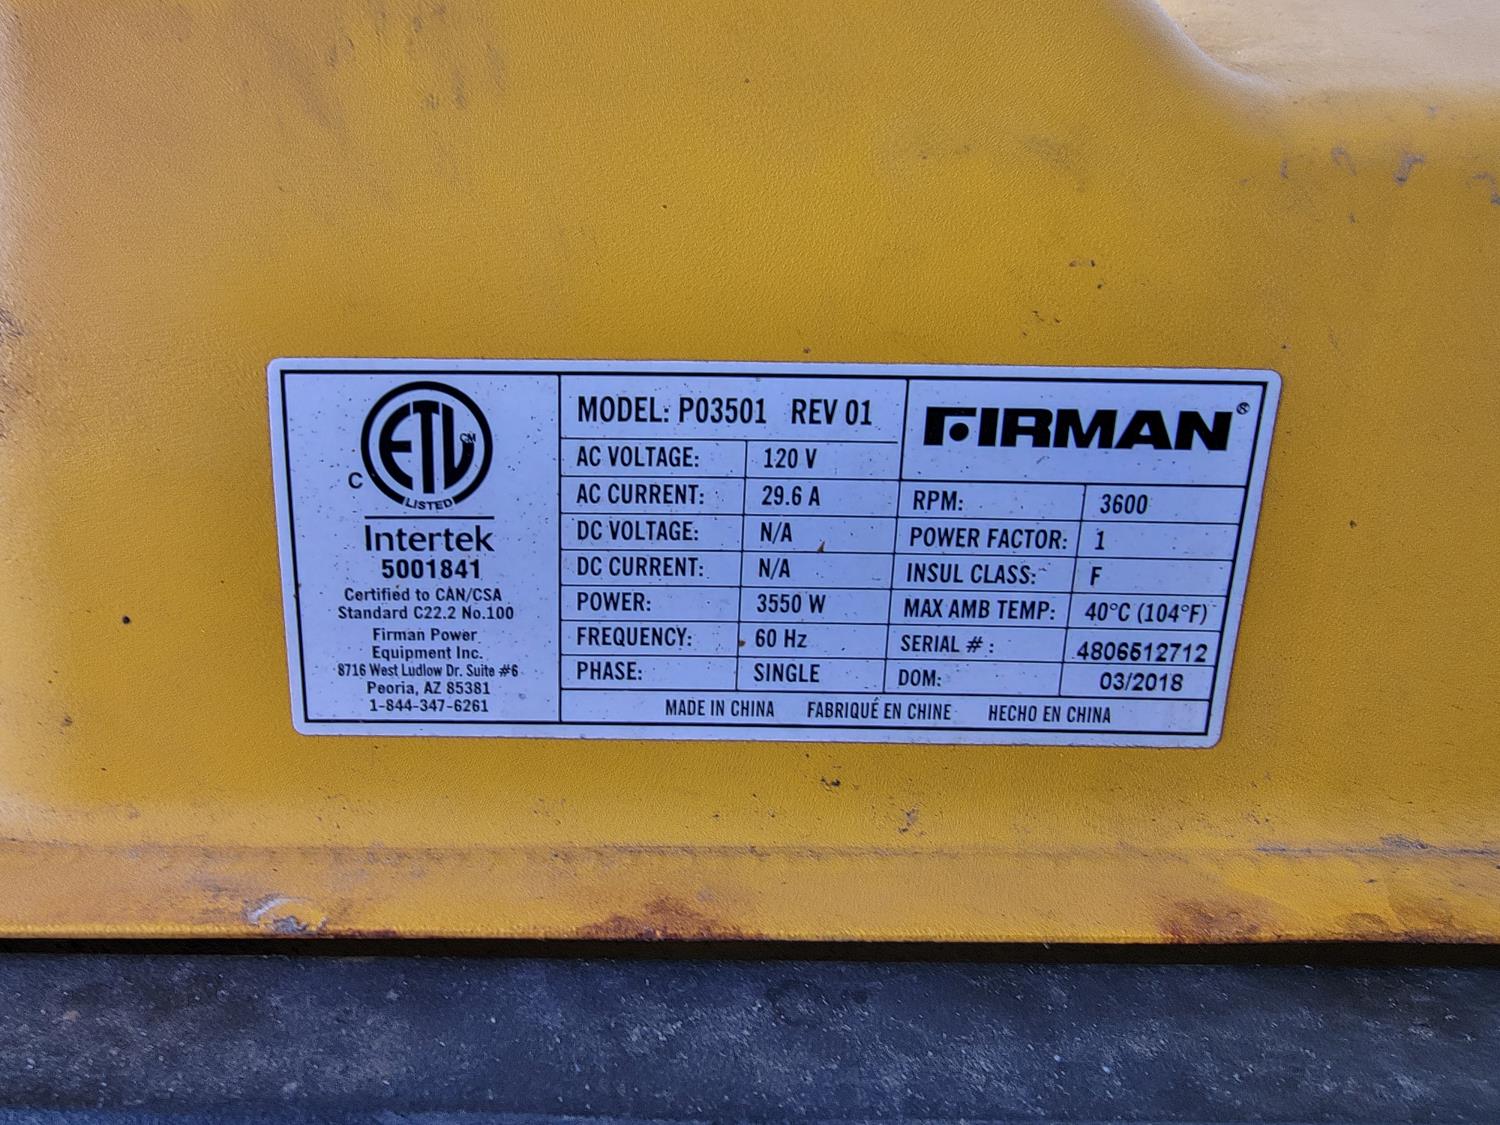 C
ETL
CM
LISTED
Intertek
5001841
Certified to CAN/CSA
Standard C22.2 No.100
Firman Power
Equipment Inc.
8716 West Ludlow Dr. Suite #6
Peoria, AZ 85381
1-844-347-6261
MODEL: P03501 REV 01
AC VOLTAGE: 120 V
AC CURRENT: 29.6 A
DC VOLTAGE: N/A
DC CURRENT: N/A
POWER: 3550 W
FREQUENCY: 60 Hz
PHASE: SINGLE
FIRMAN®
RPM: 3600
POWER FACTOR: 1
INSUL CLASS: F
MAX AMB TEMP: 40°C (104°F)
SERIAL # : 4806512712
DOM: 03/2018
MADE IN CHINA FABRIQUÉ EN CHINE HECHO EN CHINA